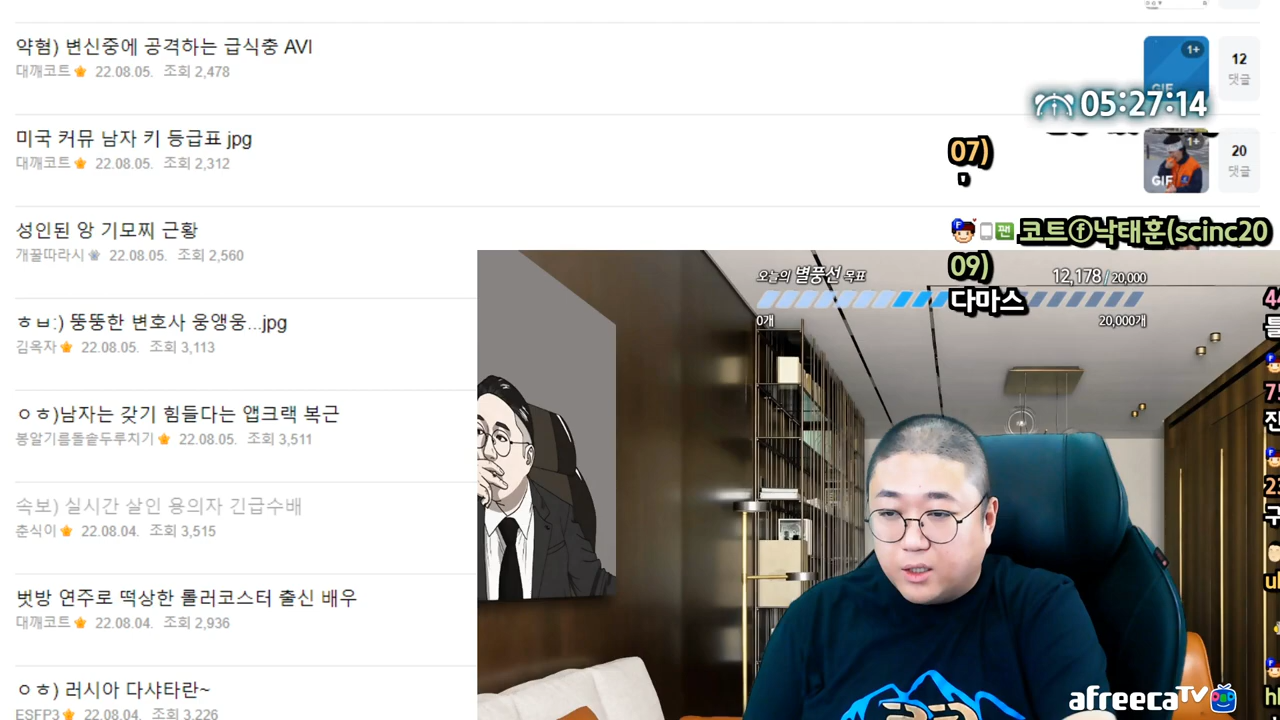 약혐) 변신중에 공격하는 급식충 AVI
대깨코트 22.08.05. 조회 2,478
1+
GIF
12
댓글
05:27:14
미국 커뮤 남자 키 등급표 jpg
대깨코트 22.08.05. 조회 2,312
1+
GIF
20
댓글
07)
성인된 앙 기모찌 근황
개꿀따라시 22.08.05. 조회 2,560
팬 코트ⓕ낙태훈(scinc20
09)
다마스
오늘의 별풍선 목표
12,178 / 20,000
0개
20,000개
ㅎㅂ:) 뚱뚱한 변호사 웅앵웅...jpg
김옥자 22.08.05. 조회 3,113
ㅇㅎ)남자는 갖기 힘들다는 앱크랙 복근
봉알기름돌솥두루치기 22.08.05. 조회 3,511
속보) 실시간 살인 용의자 긴급수배
춘식이 22.08.04. 조회 3,515
벗방 연주로 떡상한 롤러코스터 출신 배우
대깨코트 22.08.04. 조회 2,936
ㅇㅎ) 러시아 다샤타란~
ESFP3 22.08.04. 조회 3,226
afreecaTV